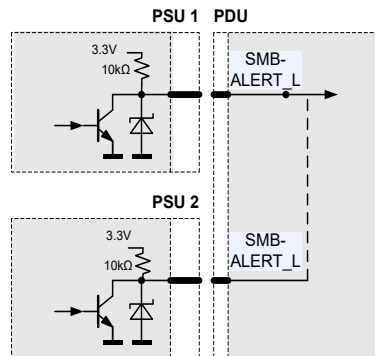 PSU 1 PDU
3.3V
10kΩ
SMB-
ALERT_L
PSU 2
3.3V
10kΩ
SMB-
ALERT_L